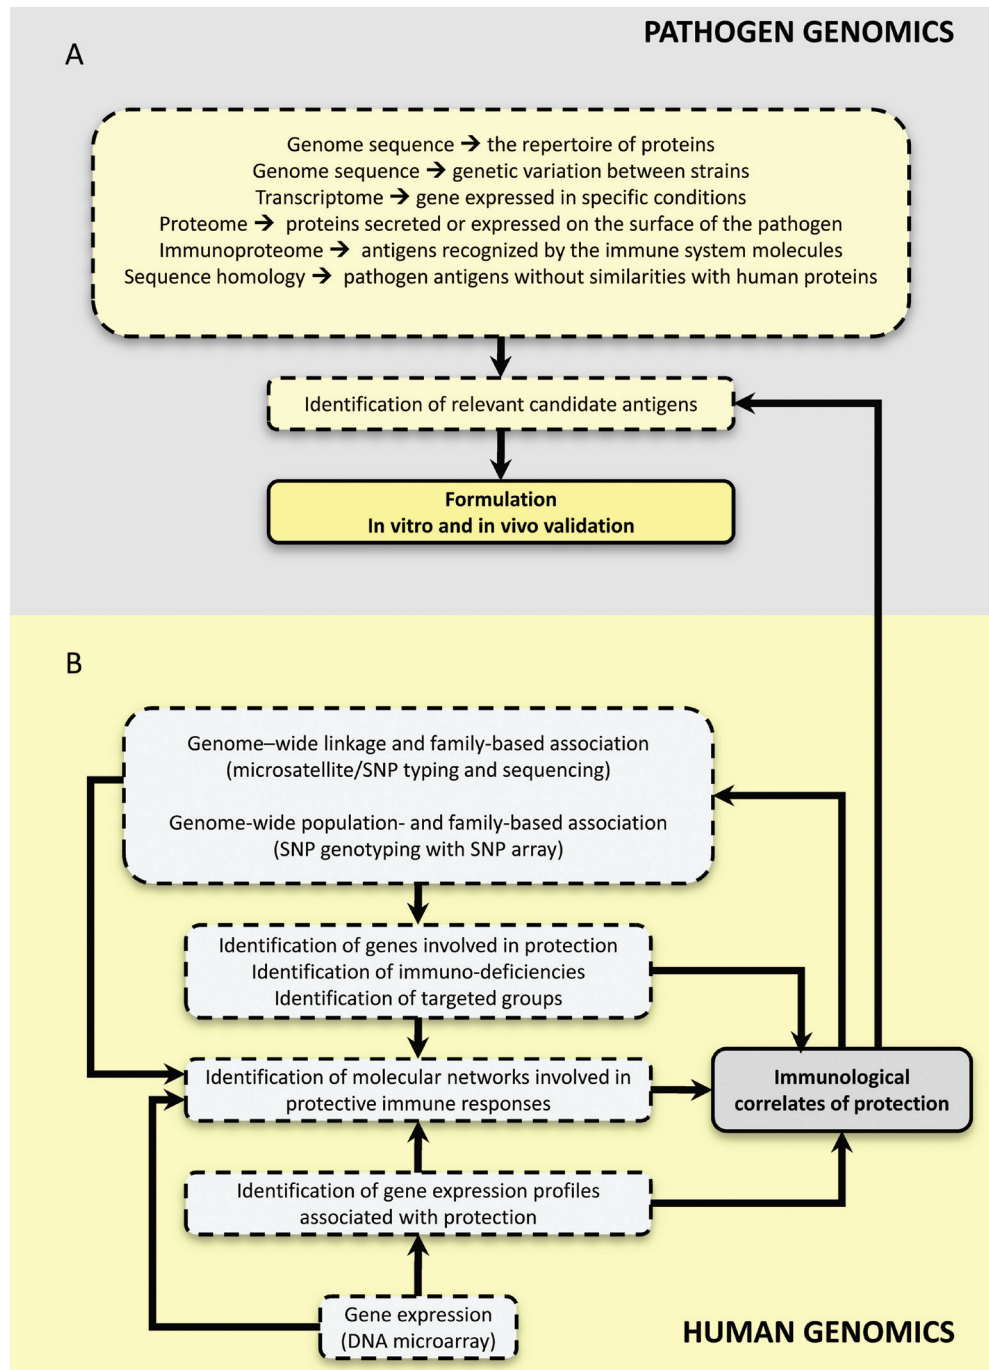 PATHOGEN GENOMICS
A
Genome sequence → the repertoire of proteins
Genome sequence → genetic variation between strains
Transcriptome → gene expressed in specific conditions
Proteome → proteins secreted or expressed on the surface of the pathogen
Immunoproteome → antigens recognized by the immune system molecules
Sequence homology → pathogen antigens without similarities with human proteins
Identification of relevant candidate antigens
Formulation
In vitro and in vivo validation
B
Genome–wide linkage and family-based association
(microsatellite/SNP typing and sequencing)
Genome-wide population- and family-based association
(SNP genotyping with SNP array)
Identification of genes involved in protection
Identification of immuno-deficiencies
Identification of targeted groups
Identification of molecular networks involved in
protective immune responses
Immunological
correlates of protection
Identification of gene expression profiles
associated with protection
Gene expression
(DNA microarray)
HUMAN GENOMICS